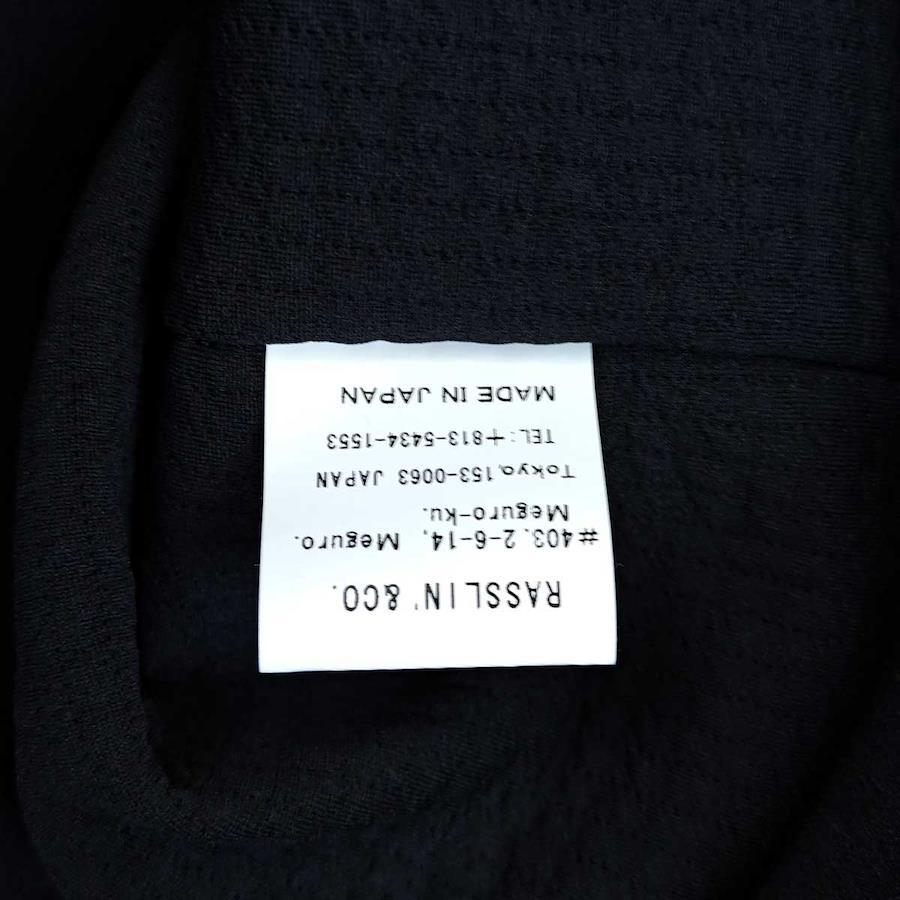 RASSLIN' &CO.
#403. 2-6-14, Meguro.
Meguro-ku.
Tokyo, 153-0063 JAPAN
TEL:+813-5434-1553
MADE IN JAPAN